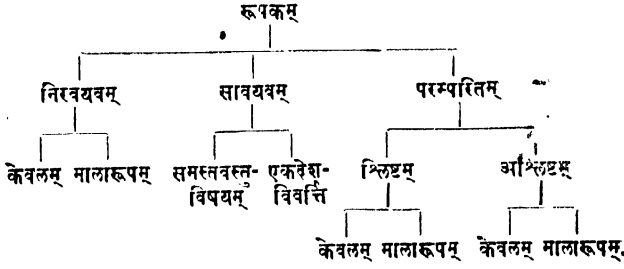 रूपकम्
निरवयवम् सावयवम् परम्परितम्
केवलम् मालारूपम् समस्तवस्तु- एकदेश- श्लिष्टम् अश्लिष्टम्
विषयम् विवर्त्ति
केवलम् मालारूपम् केवलम् मालारूपम्.